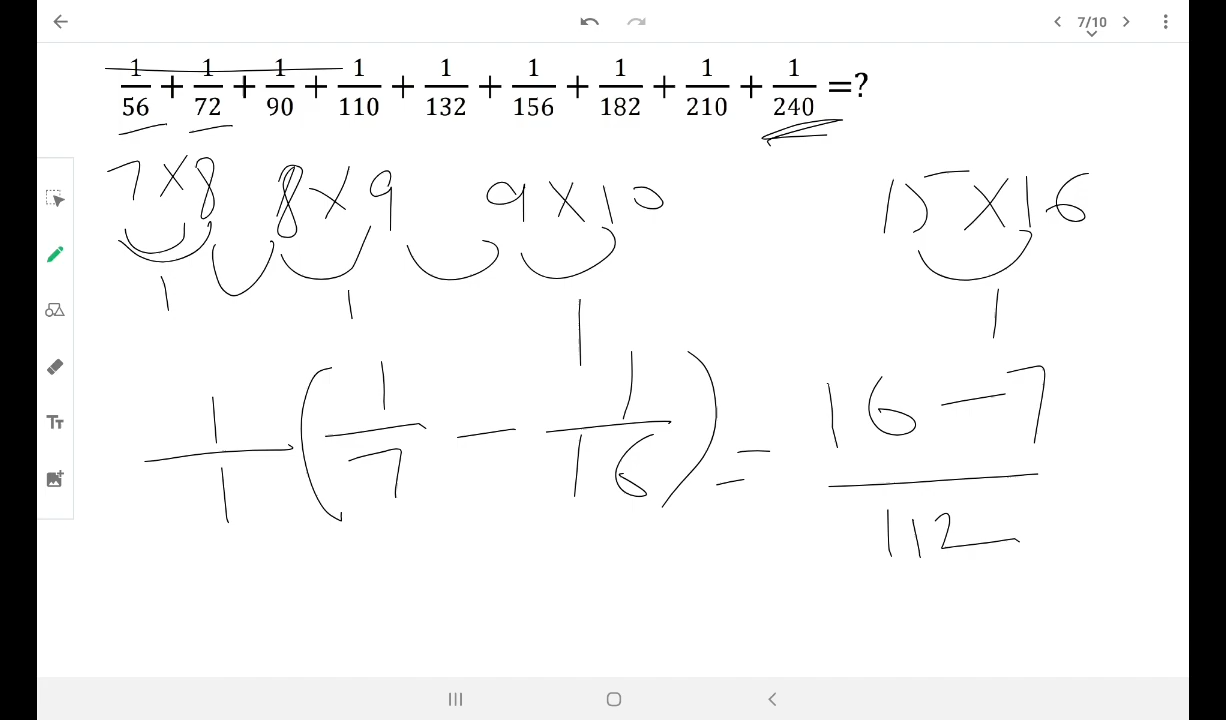 7/10
1/56 + 1/72 + 1/90 + 1/110 + 1/132 + 1/156 + 1/182 + 1/210 + 1/240 =?
7×8 8×9 9×10 15×16
1 1 1 1
1/1 (1/7 − 1/16) = 16−7/112
Tт